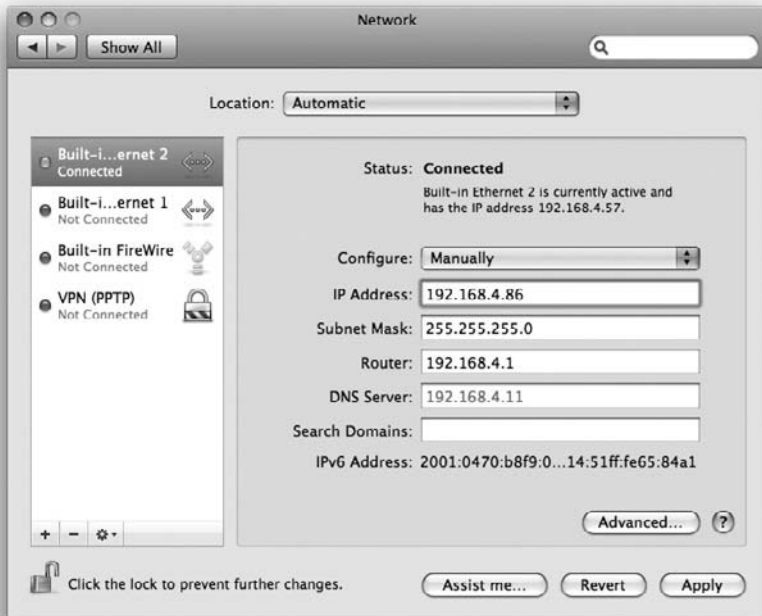 Network
Show All
Location: Automatic
Built-i...ernet 2
Connected
Built-i...ernet 1
Not Connected
Built-in FireWire
Not Connected
VPN (PPTP)
Not Connected
Status: Connected
Built-in Ethernet 2 is currently active and
has the IP address 192.168.4.57.
Configure: Manually
IP Address: 192.168.4.86
Subnet Mask: 255.255.255.0
Router: 192.168.4.1
DNS Server: 192.168.4.11
Search Domains:
IPv6 Address: 2001:0470:b8f9:0...14:51ff:fe65:84a1
Advanced... ?
+ −
Click the lock to prevent further changes.
Assist me... Revert Apply